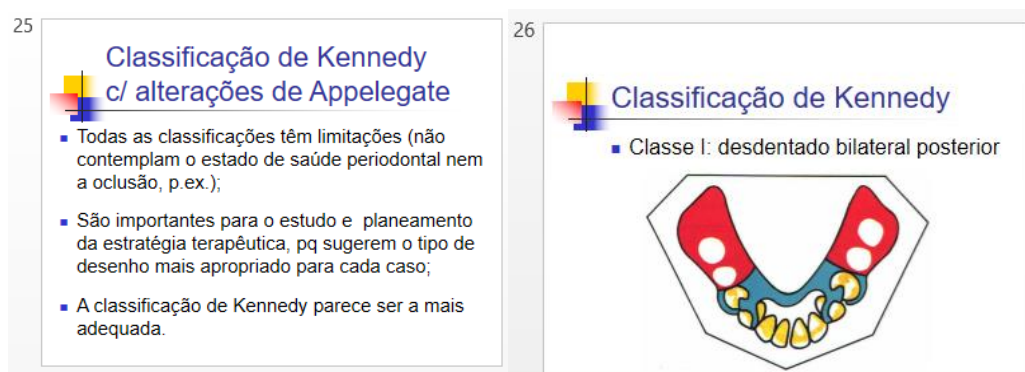 25
Classificação de Kennedy
c/ alterações de Appelegate
Todas as classificações têm limitações (não
contemplam o estado de saúde periodontal nem
a oclusão, p.ex.);
São importantes para o estudo e planeamento
da estratégia terapêutica, pq sugerem o tipo de
desenho mais apropriado para cada caso;
A classificação de Kennedy parece ser a mais
adequada.
26
Classificação de Kennedy
Classe I: desdentado bilateral posterior